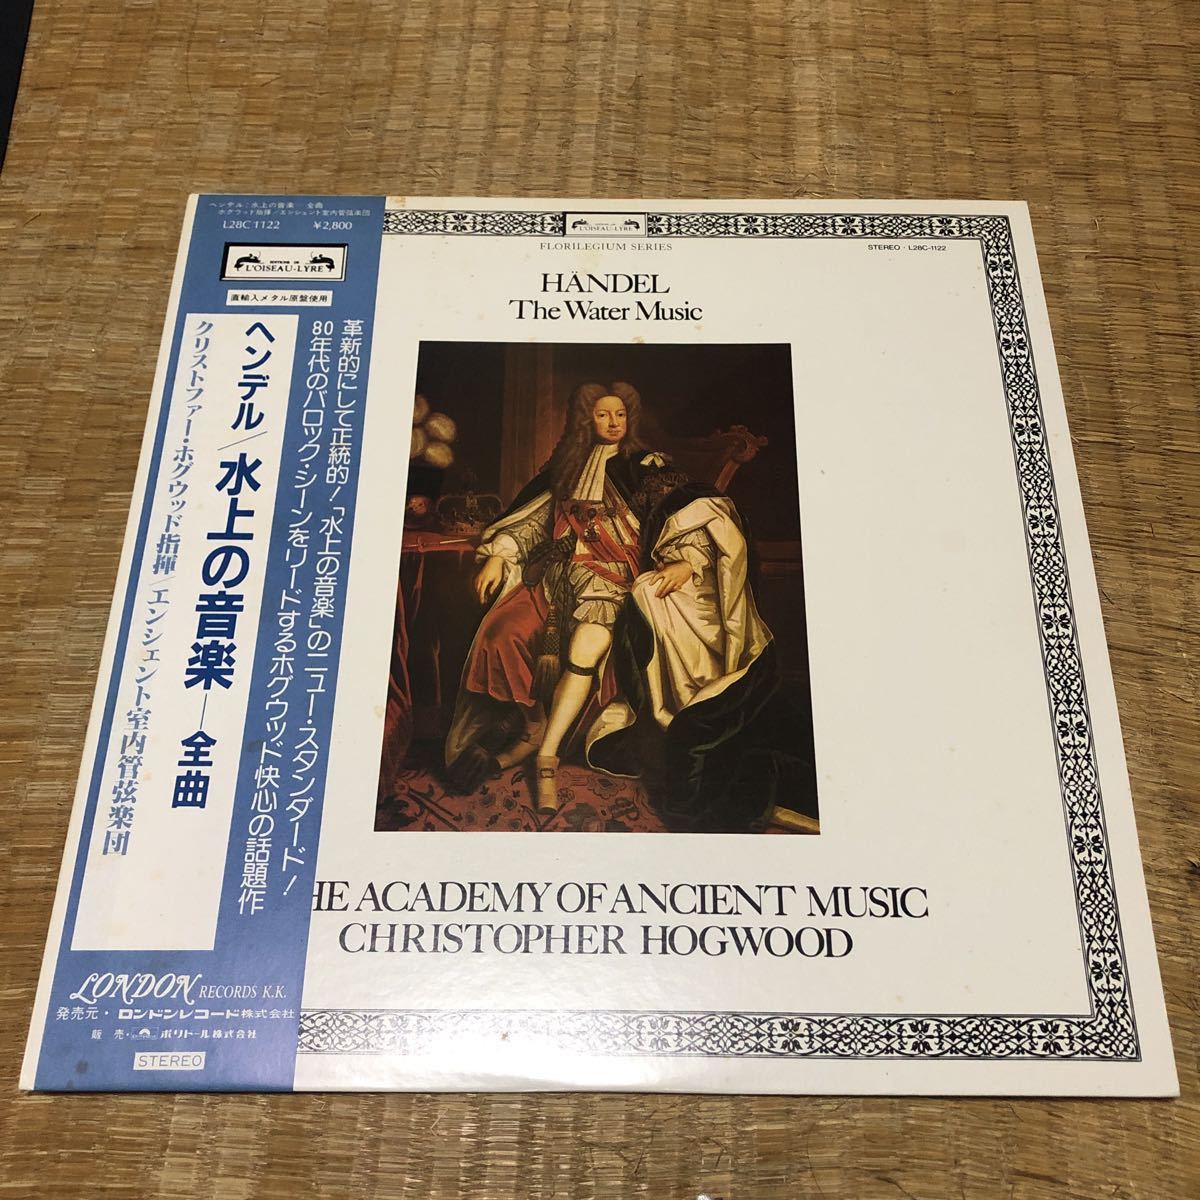 ヘンデル:水上の音楽―全曲
ホグウッド指揮/エンシェント室内管弦楽団
L28C 1122 ¥2,800
EDITIONS DE
L'OISEAU-LYRE
直輸入メタル原盤使用
革新的にして正統的!「水上の音楽」のニュー・スタンダード!
80年代のバロック・シーンをリードするホグウッド快心の話題作
ヘンデル/水上の音楽―全曲
クリストファー・ホグウッド指揮/エンシェント室内管弦楽団
LONDON RECORDS K.K.
発売元・ロンドンレコード株式会社
販売・ポリドール株式会社
STEREO
L'OISEAU-LYRE
FLORILEGIUM SERIES
STEREO・L28C-1122
HÄNDEL
The Water Music
HE ACADEMY OF ANCIENT MUSIC
CHRISTOPHER HOGWOOD